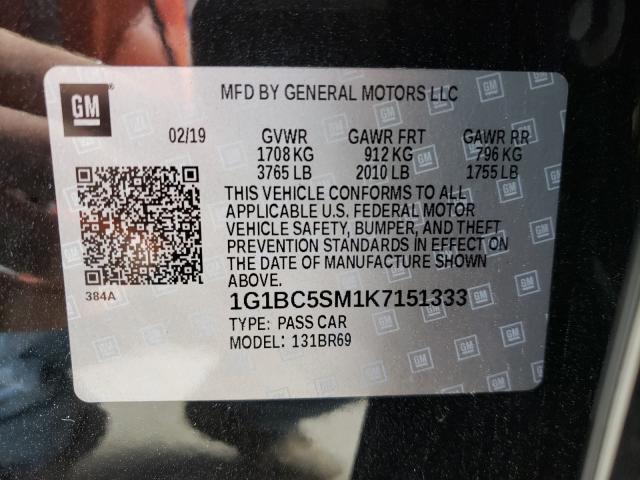 GM
MFD BY GENERAL MOTORS LLC
02/19 GVWR GAWR FRT GAWR RR
1708 KG 912 KG 796 KG
3765 LB 2010 LB 1755 LB
THIS VEHICLE CONFORMS TO ALL
APPLICABLE U.S. FEDERAL MOTOR
VEHICLE SAFETY, BUMPER, AND THEFT
PREVENTION STANDARDS IN EFFECT ON
THE DATE OF MANUFACTURE SHOWN
ABOVE.
384A
1G1BC5SM1K7151333
TYPE: PASS CAR
MODEL: 131BR69